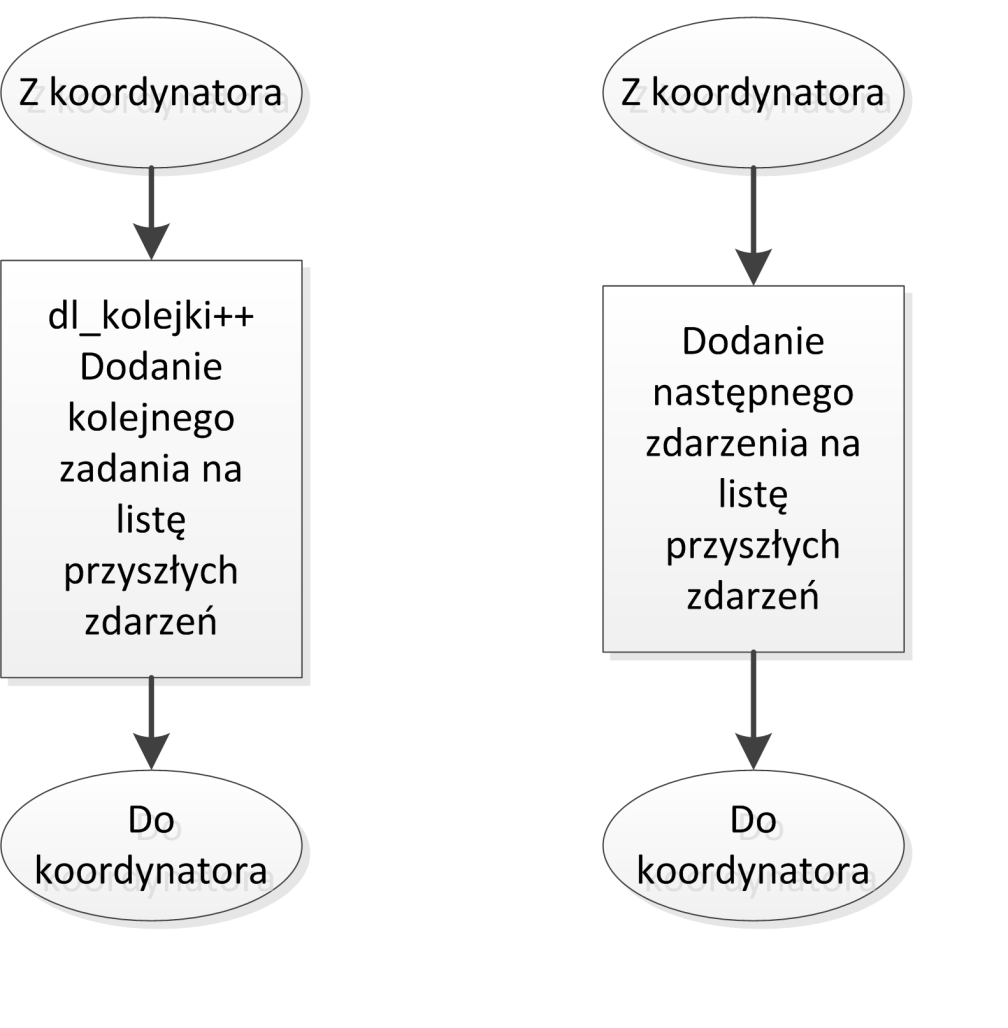 Z koordynatora
dl_kolejki++
Dodanie
kolejnego
zadania na
listę
przyszłych
zdarzeń
Do
koordynatora
Z koordynatora
Dodanie
następnego
zdarzenia na
listę
przyszłych
zdarzeń
Do
koordynatora